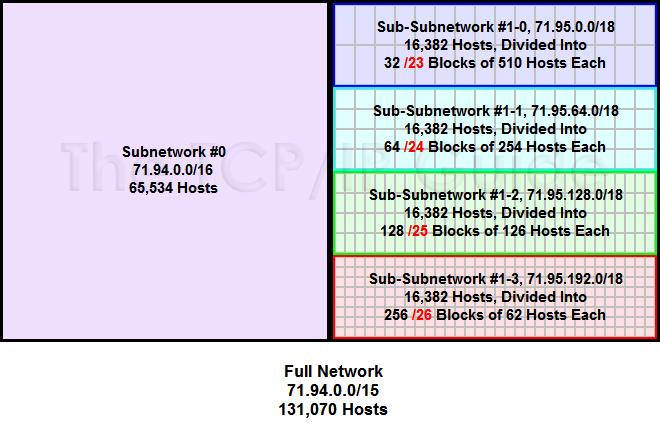 Subnetwork #0
71.94.0.0/16
65,534 Hosts
Sub-Subnetwork #1-0, 71.95.0.0/18
16,382 Hosts, Divided Into
32 /23 Blocks of 510 Hosts Each
Sub-Subnetwork #1-1, 71.95.64.0/18
16,382 Hosts, Divided Into
64 /24 Blocks of 254 Hosts Each
Sub-Subnetwork #1-2, 71.95.128.0/18
16,382 Hosts, Divided Into
128 /25 Blocks of 126 Hosts Each
Sub-Subnetwork #1-3, 71.95.192.0/18
16,382 Hosts, Divided Into
256 /26 Blocks of 62 Hosts Each
The TCP/IP Guide
Full Network
71.94.0.0/15
131,070 Hosts